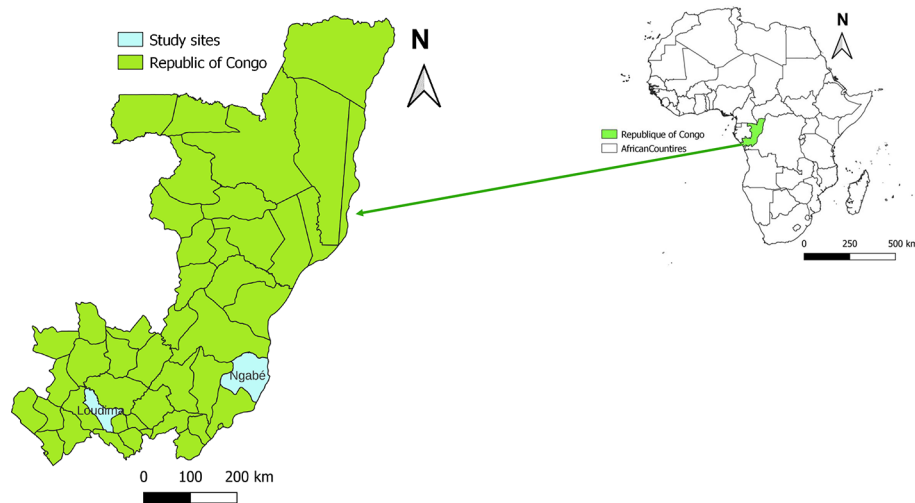 Study sites
Republic of Congo
N
N
Republique of Congo
AfricanCountires
0 250 500 km
Ngabé
Loudima
0 100 200 km